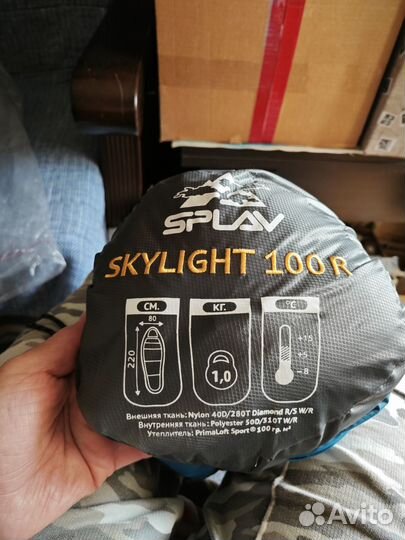 SPLAV
SKYLIGHT 100 R
СМ.
80
220
КГ.
1,0
°C
+15
+5
-8
Внешняя ткань: Nylon 40D/280T Diamond R/S W/R
Внутренняя ткань: Polyester 50D/310T W/R
Утеплитель: PrimaLoft Sport® 100 гр. м²
Avito